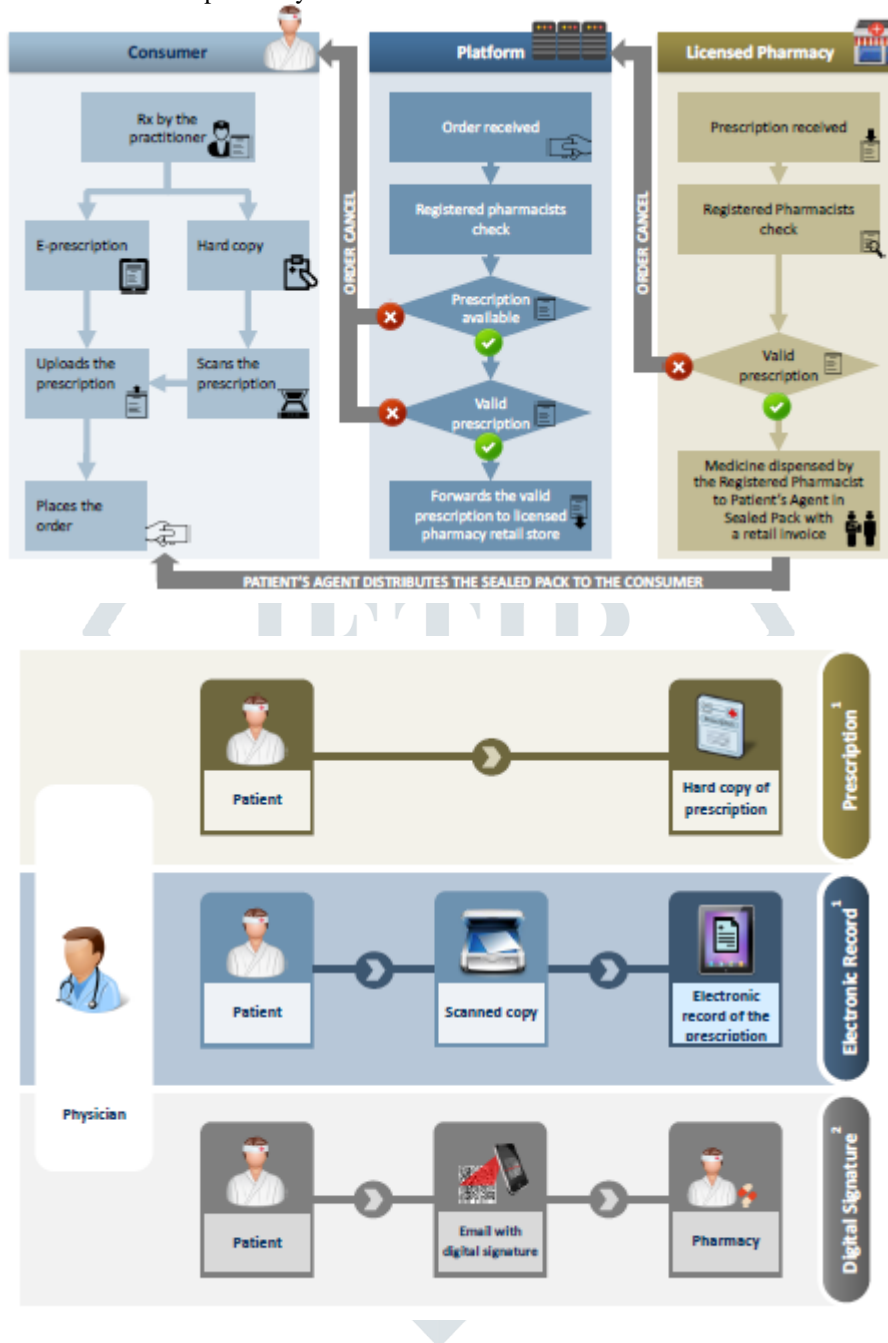 Consumer
Platform
Licensed Pharmacy
Rx by the
practitioner
E-prescription
Hard copy
Uploads the
prescription
Scans the
prescription
Places the
order
ORDER CANCEL
Order received
Registered pharmacists
check
Prescription
available
Valid
prescription
Forwards the valid
prescription to licensed
pharmacy retail store
ORDER CANCEL
Prescription received
Registered Pharmacists
check
Valid
prescription
Medicine dispensed by
the Registered Pharmacist
to Patient's Agent in
Sealed Pack with
a retail invoice
PATIENT'S AGENT DISTRIBUTES THE SEALED PACK TO THE CONSUMER
Physician
Patient
Hard copy of
prescription
Prescription 1
Patient
Scanned copy
Electronic
record of the
prescription
Electronic Record 1
Patient
Email with
digital signature
Pharmacy
Digital Signature 2